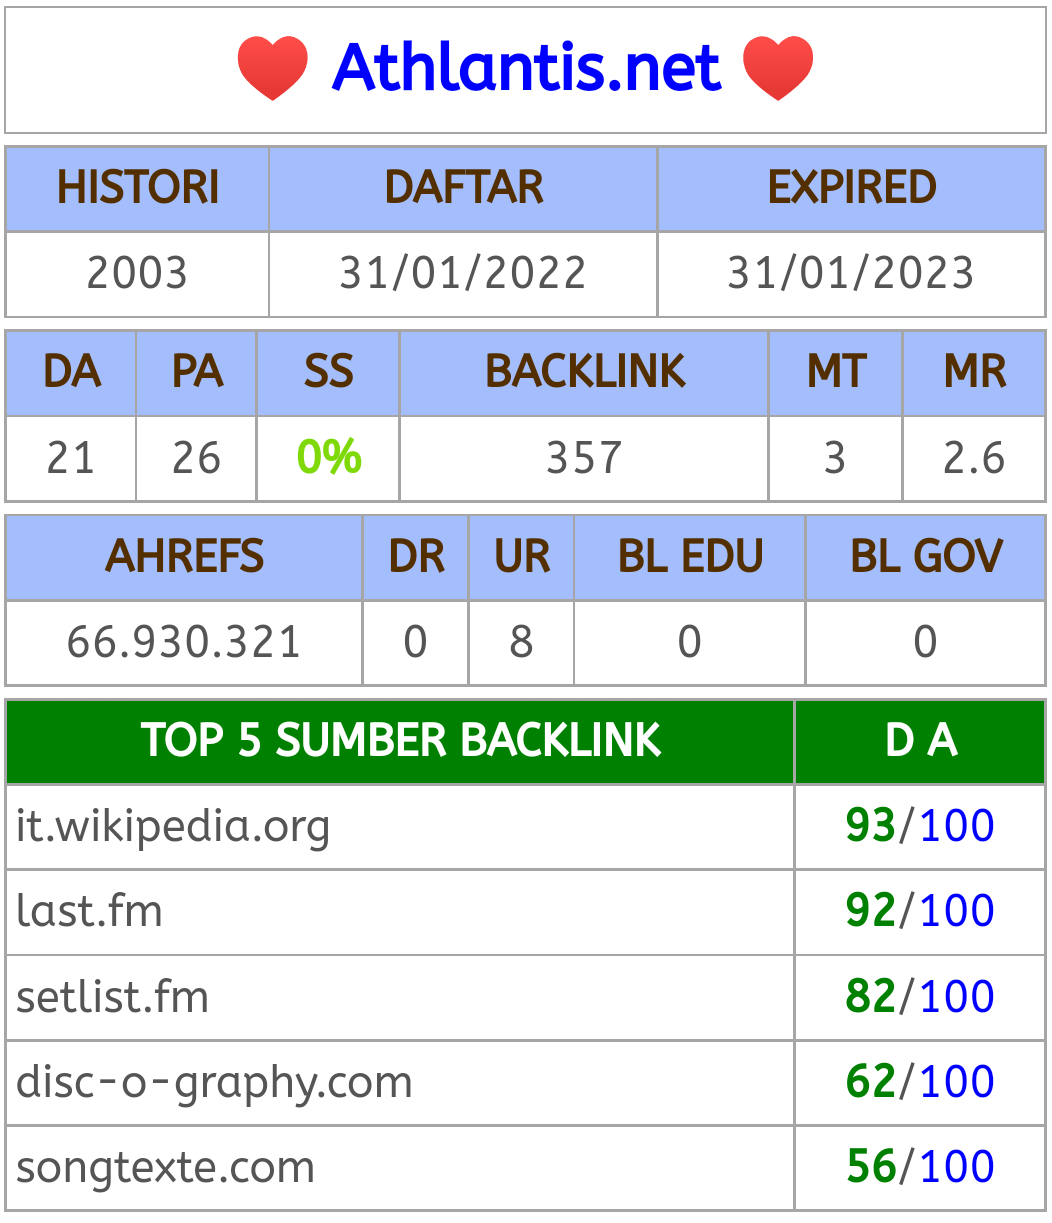 Athlantis.net
HISTORI DAFTAR EXPIRED
2003 31/01/2022 31/01/2023
DA PA SS BACKLINK MT MR
21 26 0% 357 3 2.6
AHREFS DR UR BL EDU BL GOV
66.930.321 0 8 0 0
TOP 5 SUMBER BACKLINK D A
it.wikipedia.org 93/100
last.fm 92/100
setlist.fm 82/100
disc-o-graphy.com 62/100
songtexte.com 56/100